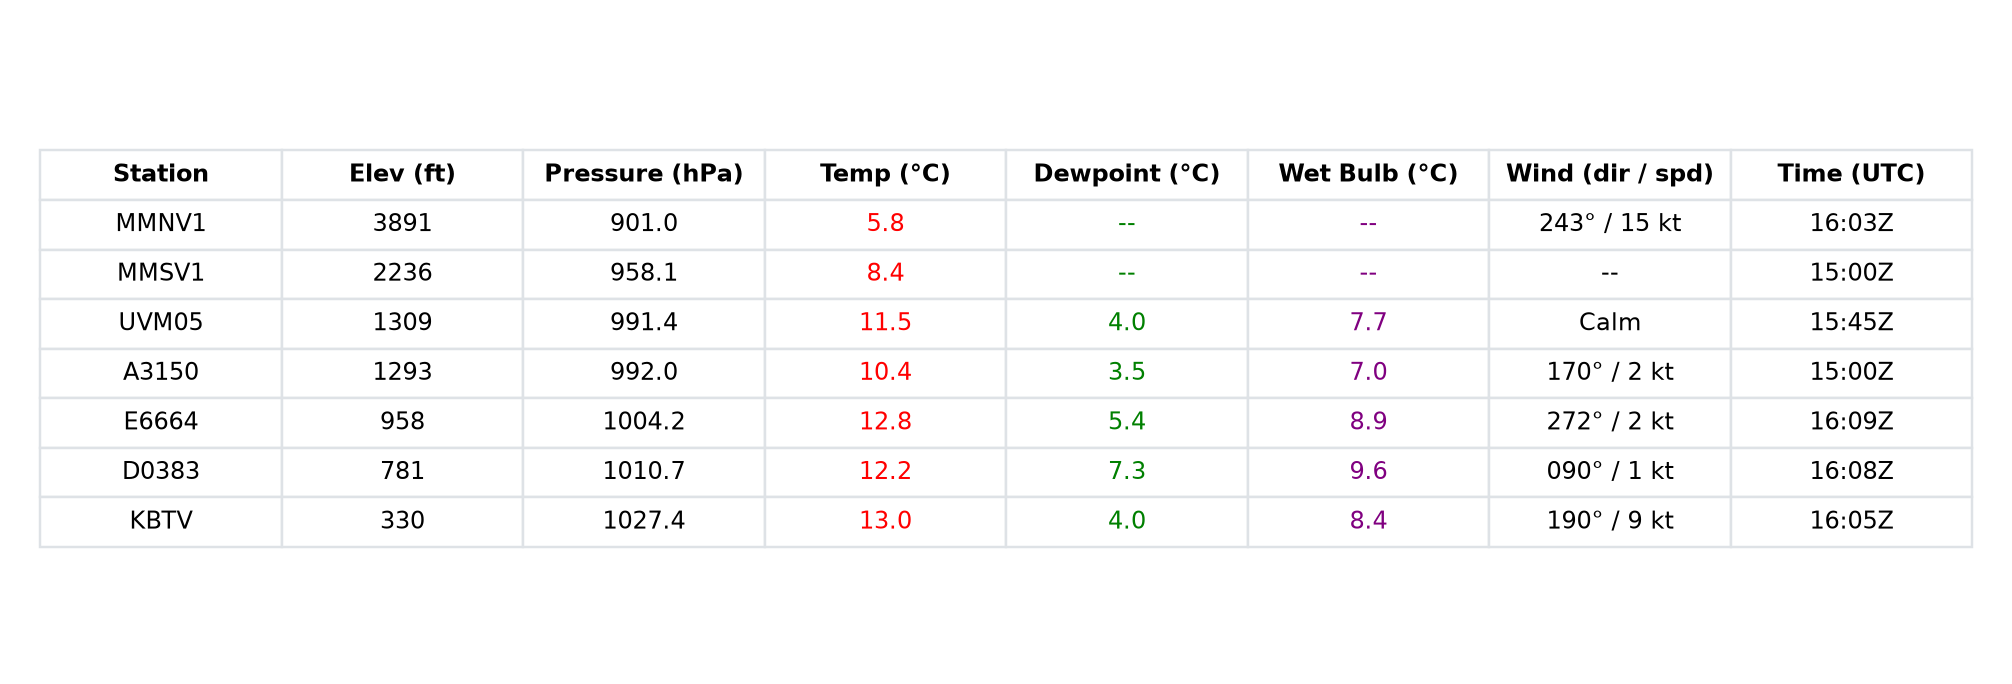 Station Elev (ft) Pressure (hPa) Temp (°C) Dewpoint (°C) Wet Bulb (°C) Wind (dir / spd) Time (UTC)
MMNV1 3891 901.0 5.8 -- -- 243° / 15 kt 16:03Z
MMSV1 2236 958.1 8.4 -- -- -- 15:00Z
UVM05 1309 991.4 11.5 4.0 7.7 Calm 15:45Z
A3150 1293 992.0 10.4 3.5 7.0 170° / 2 kt 15:00Z
E6664 958 1004.2 12.8 5.4 8.9 272° / 2 kt 16:09Z
D0383 781 1010.7 12.2 7.3 9.6 090° / 1 kt 16:08Z
KBTV 330 1027.4 13.0 4.0 8.4 190° / 9 kt 16:05Z